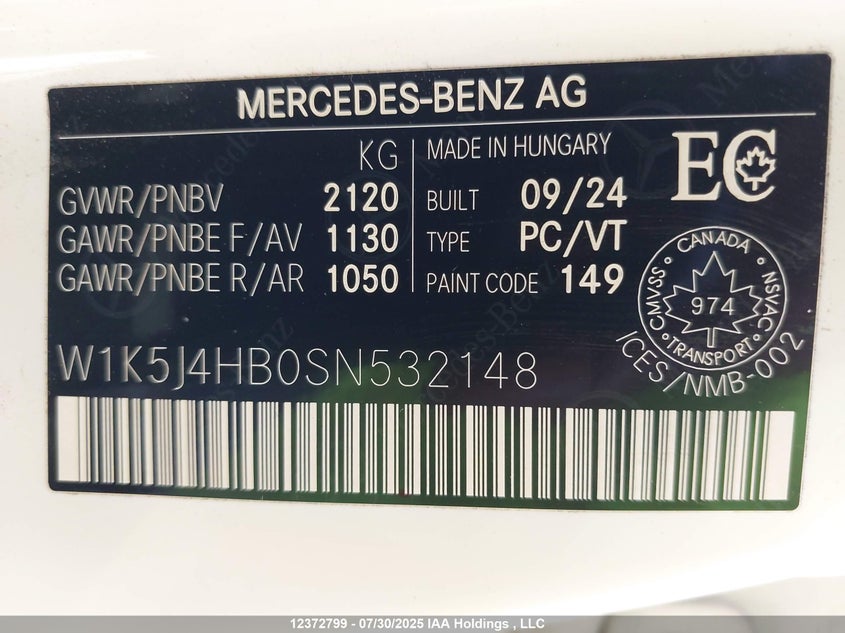 MERCEDES-BENZ AG
KG
GVWR/PNBV 2120
GAWR/PNBE F/AV 1130
GAWR/PNBE R/AR 1050
MADE IN HUNGARY
BUILT 09/24
TYPE PC/VT
PAINT CODE 149
EC
CANADA
CMVSS 974 NSVAC
TRANSPORT
ICES/NMB-002
W1K5J4HB0SN532148
12372799 - 07/30/2025 IAA Holdings , LLC